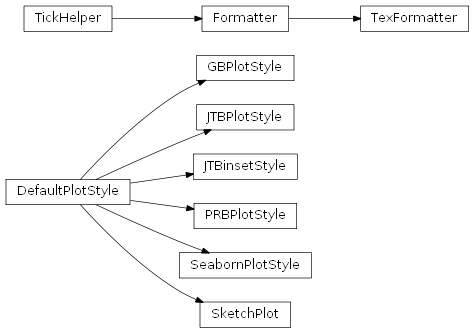 TickHelper
Formatter
TexFormatter
GBPlotStyle
JTBPlotStyle
JTBinsetStyle
DefaultPlotStyle
PRBPlotStyle
SeabornPlotStyle
SketchPlot